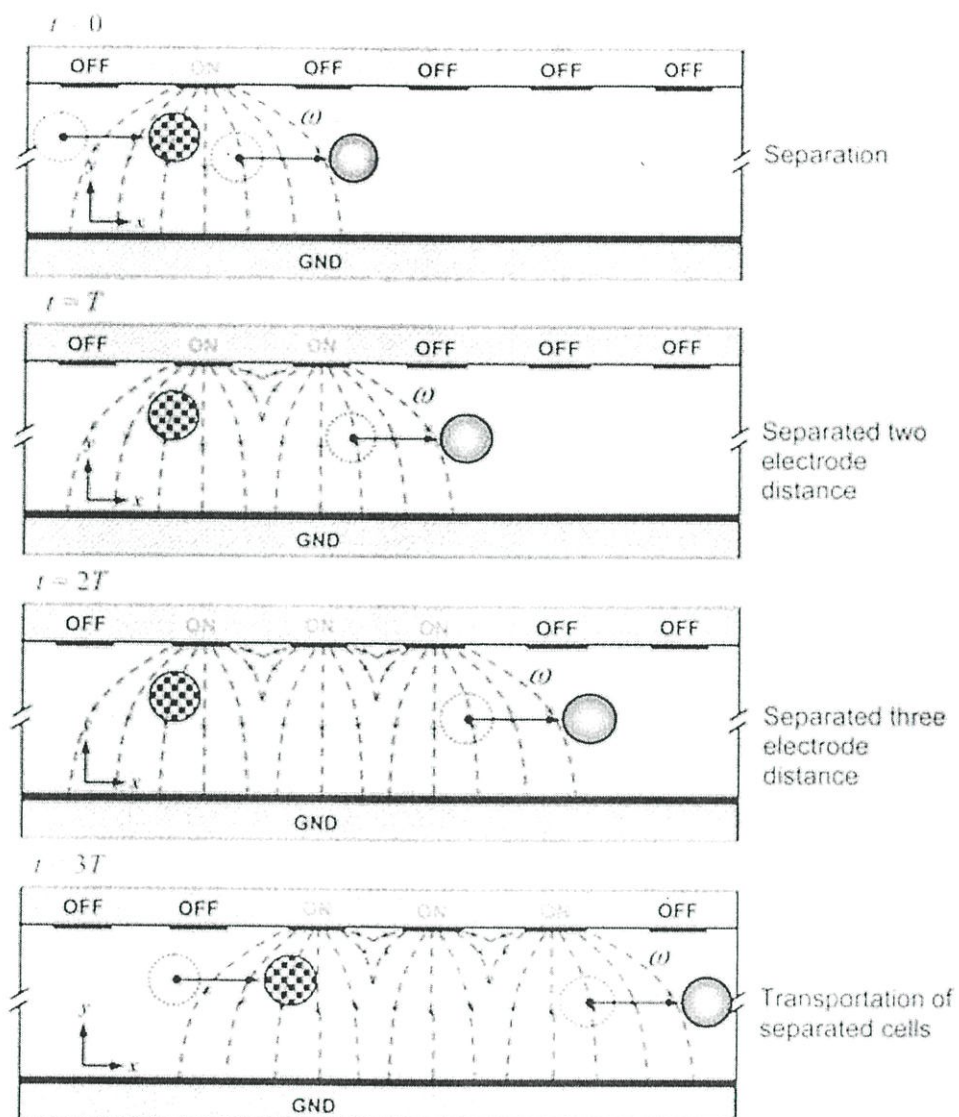 t = 0
OFF ON OFF OFF OFF OFF
ω
Separation
y
x
GND
t = T
OFF ON ON OFF OFF OFF
ω
Separated two
electrode
distance
y
x
GND
t = 2T
OFF ON ON ON OFF OFF
ω
Separated three
electrode
distance
y
x
GND
t = 3T
OFF OFF ON ON ON OFF
ω
Transportation of
separated cells
y
x
GND